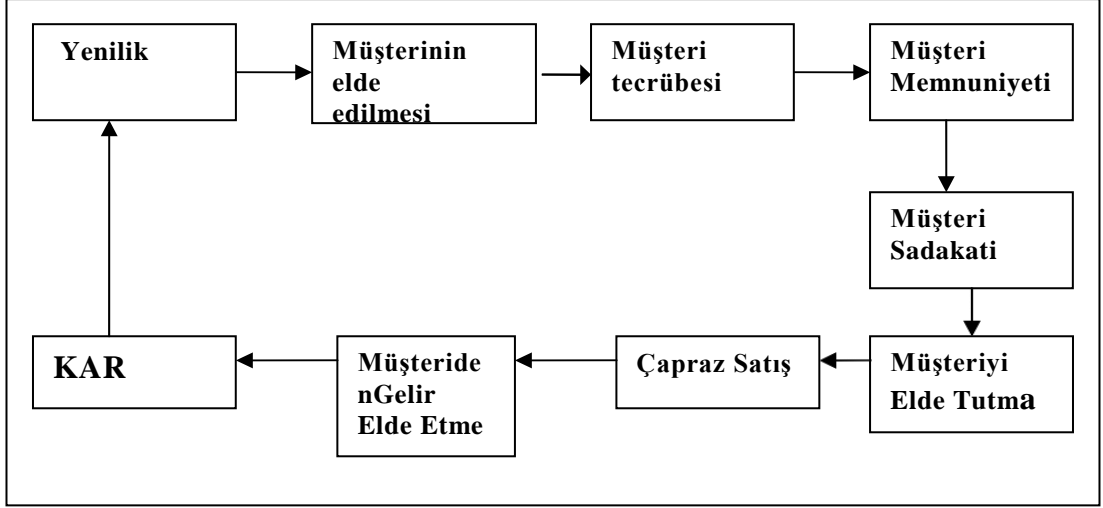 Yenilik
Müşterinin
elde
edilmesi
Müşteri
tecrübesi
Müşteri
Memnuniyeti
Müşteri
Sadakati
Müşteriyi
Elde Tutma
Çapraz Satış
Müşteride
nGelir
Elde Etme
KAR